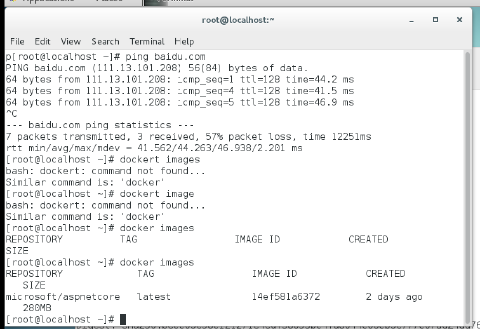 root@localhost:~
File Edit View Search Terminal Help
p[root@localhost ~]# ping baidu.com
PING baidu.com (111.13.101.208) 56(84) bytes of data.
64 bytes from 111.13.101.208: icmp_seq=1 ttl=128 time=44.2 ms
64 bytes from 111.13.101.208: icmp_seq=4 ttl=128 time=41.5 ms
64 bytes from 111.13.101.208: icmp_seq=5 ttl=128 time=46.9 ms
^C
--- baidu.com ping statistics ---
7 packets transmitted, 3 received, 57% packet loss, time 12251ms
rtt min/avg/max/mdev = 41.562/44.263/46.938/2.201 ms
[root@localhost ~]# dockert images
bash: dockert: command not found...
Similar command is: 'docker'
[root@localhost ~]# dockert image
bash: dockert: command not found...
Similar command is: 'docker'
[root@localhost ~]# docker images
REPOSITORY TAG IMAGE ID CREATED
SIZE
[root@localhost ~]# docker images
REPOSITORY TAG IMAGE ID CREATED
SIZE
microsoft/aspnetcore latest 14ef581a6372 2 days ago
280MB
[root@localhost ~]#